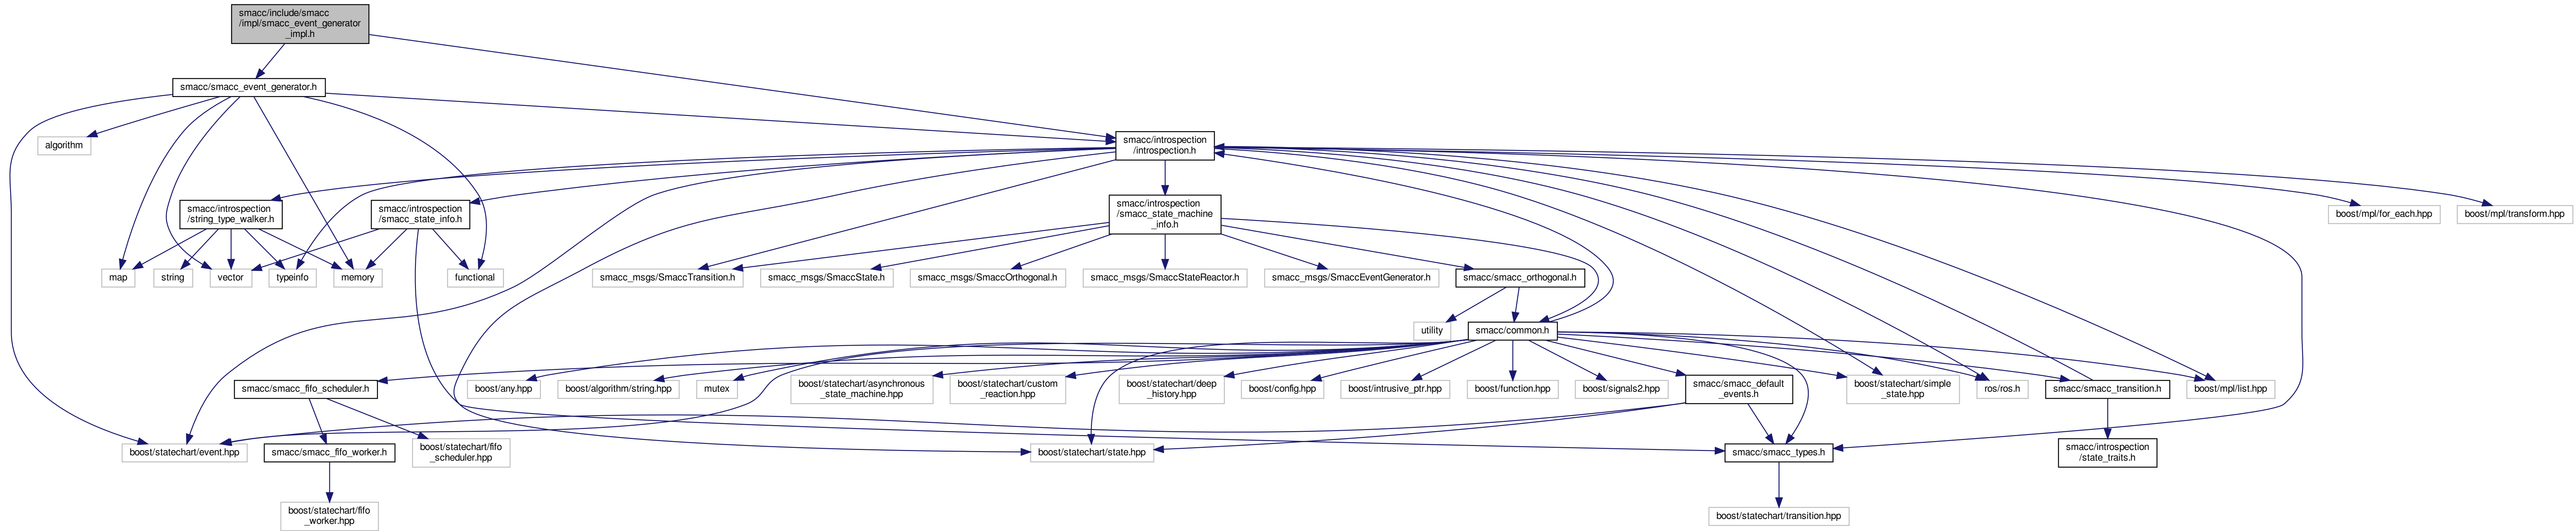 smacc/include/smacc
/impl/smacc_event_generator
_impl.h
smacc/smacc_event_generator.h
algorithm
smacc/introspection
/introspection.h
smacc/introspection
/string_type_walker.h
smacc/introspection
/smacc_state_info.h
smacc/introspection
/smacc_state_machine
_info.h
boost/mpl/for_each.hpp
boost/mpl/transform.hpp
map
string
vector
typeinfo
memory
functional
smacc_msgs/SmaccTransition.h
smacc_msgs/SmaccState.h
smacc_msgs/SmaccOrthogonal.h
smacc_msgs/SmaccStateReactor.h
smacc_msgs/SmaccEventGenerator.h
smacc/smacc_orthogonal.h
utility
smacc/common.h
smacc/smacc_fifo_scheduler.h
boost/any.hpp
boost/algorithm/string.hpp
mutex
boost/statechart/asynchronous
_state_machine.hpp
boost/statechart/custom
_reaction.hpp
boost/statechart/deep
_history.hpp
boost/config.hpp
boost/intrusive_ptr.hpp
boost/function.hpp
boost/signals2.hpp
smacc/smacc_default
_events.h
boost/statechart/simple
_state.hpp
ros/ros.h
smacc/smacc_transition.h
boost/mpl/list.hpp
boost/statechart/event.hpp
smacc/smacc_fifo_worker.h
boost/statechart/fifo
_scheduler.hpp
boost/statechart/state.hpp
smacc/smacc_types.h
smacc/introspection
/state_traits.h
boost/statechart/fifo
_worker.hpp
boost/statechart/transition.hpp